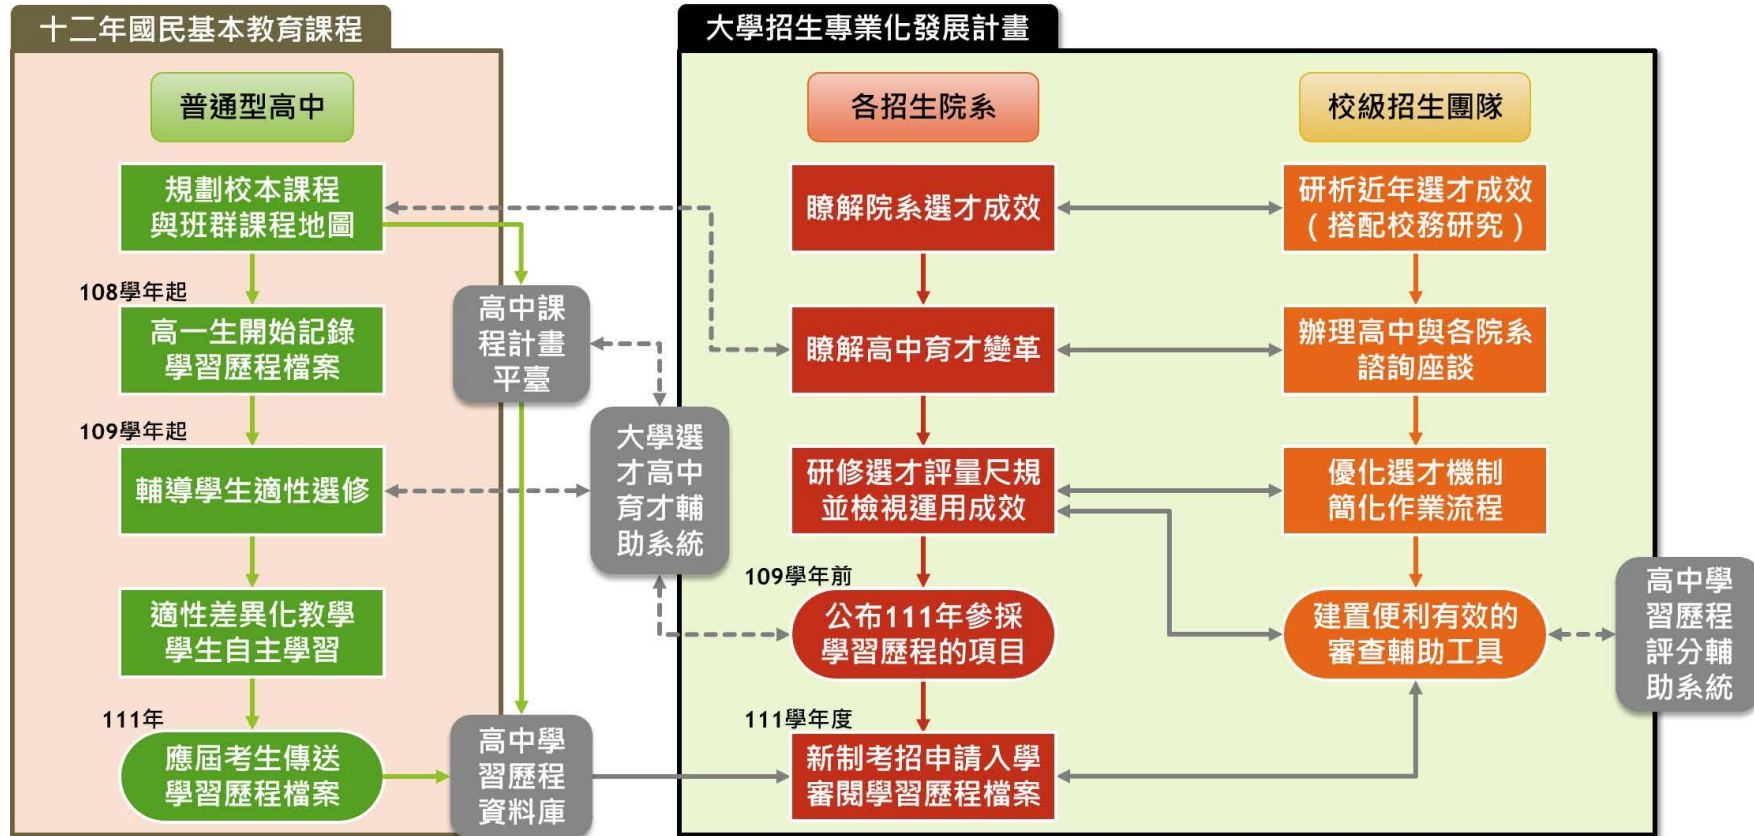 十二年國民基本教育課程
普通型高中
規劃校本課程
與班群課程地圖
108學年起
高一生開始記錄
學習歷程檔案
109學年起
輔導學生適性選修
適性差異化教學
學生自主學習
111年
應屆考生傳送
學習歷程檔案
高中課
程計畫
平臺
高中學
習歷程
資料庫
大學選
才高中
育才輔
助系統
大學招生專業化發展計畫
各招生院系
瞭解院系選才成效
瞭解高中育才變革
研修選才評量尺規
並檢視運用成效
109學年前
公布111年參採
學習歷程的項目
111學年度
新制考招申請入學
審閱學習歷程檔案
校級招生團隊
研析近年選才成效
（搭配校務研究）
辦理高中與各院系
諮詢座談
優化選才機制
簡化作業流程
建置便利有效的
審查輔助工具
高中學
習歷程
評分輔
助系統